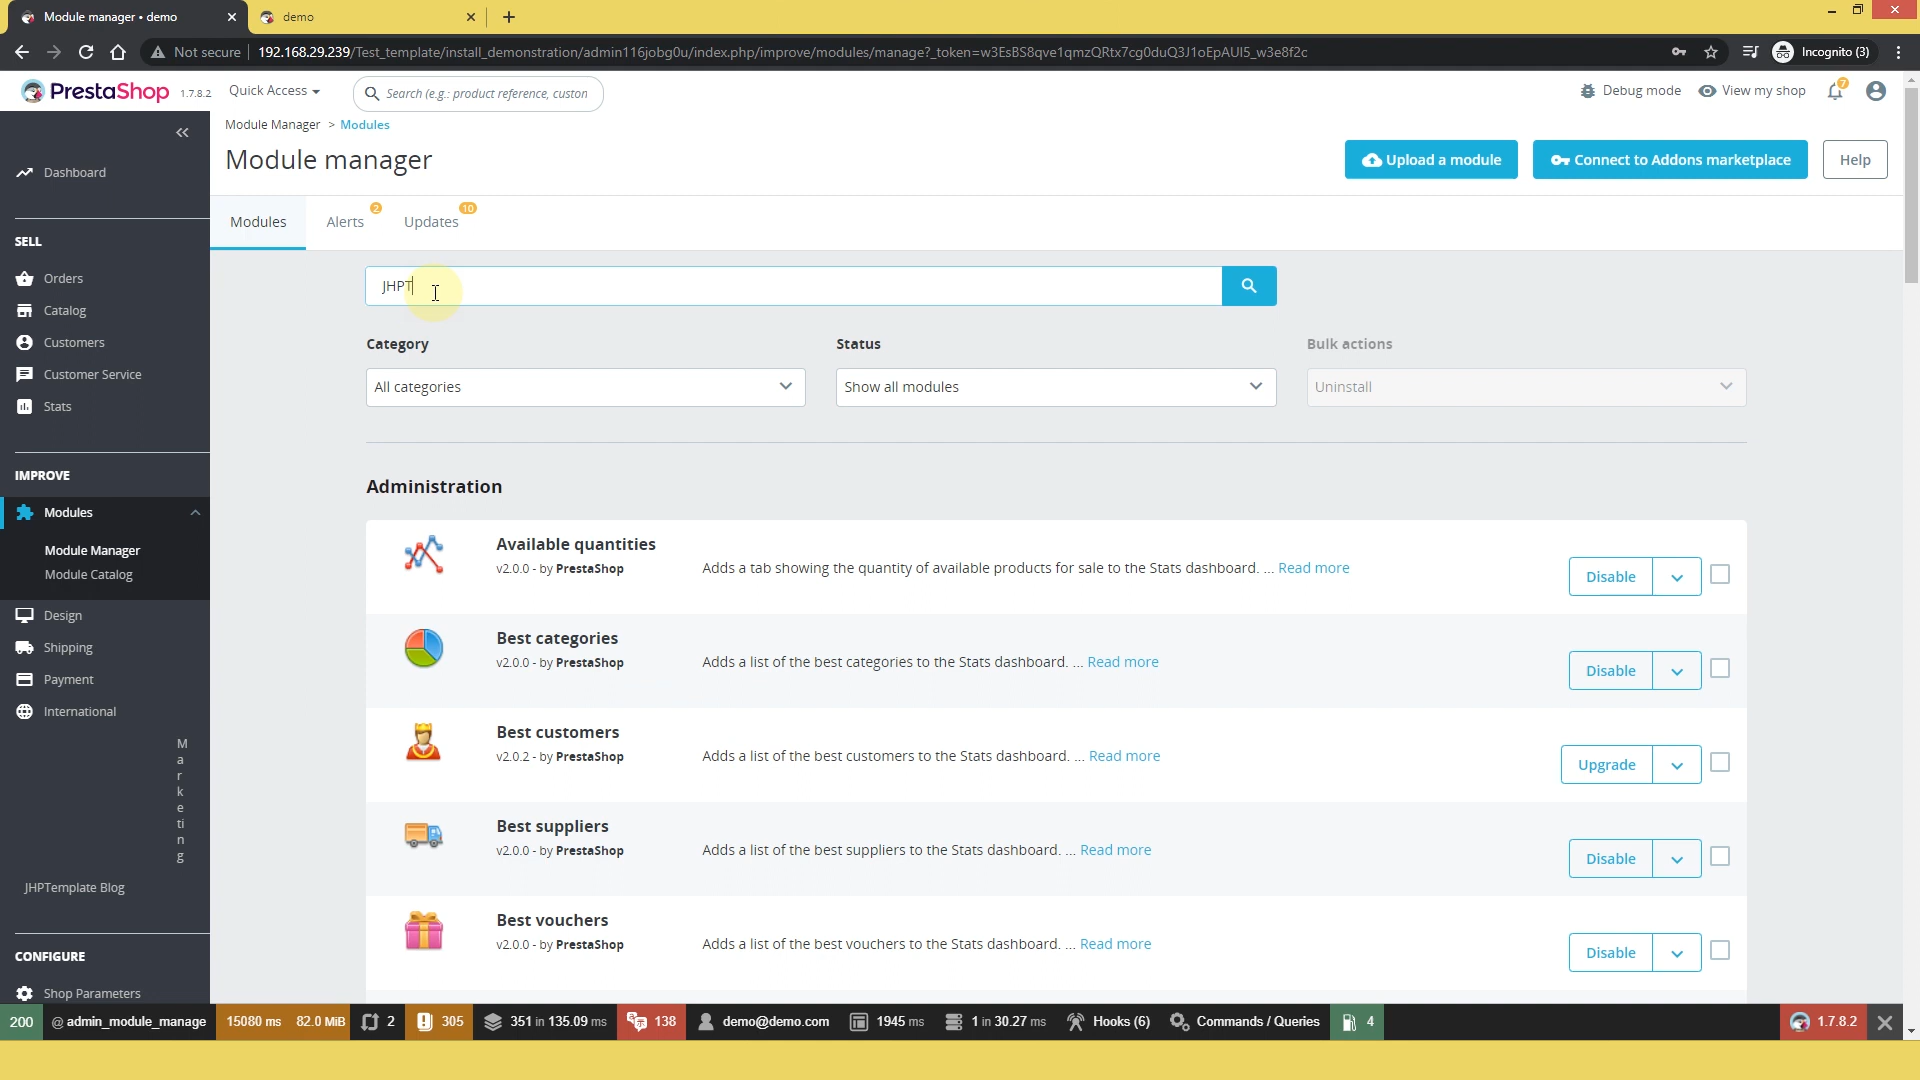 Module manager • demo
demo
Not secure
192.168.29.239/Test_template/install_demonstration/admin116jobg0u/index.php/improve/modules/manage?_token=w3EsBS8qve1qmzQRtx7cg0duQ3J1oEpAUI5_w3e8f2c
Incognito (3)
PrestaShop 1.7.8.2
Quick Access
Search (e.g.: product reference, custon
Debug mode
View my shop
7
Module Manager > Modules
Module manager
Upload a module
Connect to Addons marketplace
Help
Dashboard
SELL
Orders
Catalog
Customers
Customer Service
Stats
IMPROVE
Modules
Module Manager
Module Catalog
Design
Shipping
Payment
International
Marketing
JHPTemplate Blog
CONFIGURE
Shop Parameters
Modules
Alerts 2
Updates 10
JHPT
Category
Status
Bulk actions
All categories
Show all modules
Uninstall
Administration
Available quantities
v2.0.0 - by PrestaShop
Adds a tab showing the quantity of available products for sale to the Stats dashboard. ... Read more
Disable
Best categories
v2.0.0 - by PrestaShop
Adds a list of the best categories to the Stats dashboard. ... Read more
Disable
Best customers
v2.0.2 - by PrestaShop
Adds a list of the best customers to the Stats dashboard. ... Read more
Upgrade
Best suppliers
v2.0.0 - by PrestaShop
Adds a list of the best suppliers to the Stats dashboard. ... Read more
Disable
Best vouchers
v2.0.0 - by PrestaShop
Adds a list of the best vouchers to the Stats dashboard. ... Read more
Disable
200 @ admin_module_manage 15080 ms 82.0 MiB 2 305 351 in 135.09 ms 138 demo@demo.com 1945 ms 1 in 30.27 ms Hooks (6) Commands / Queries 4 1.7.8.2